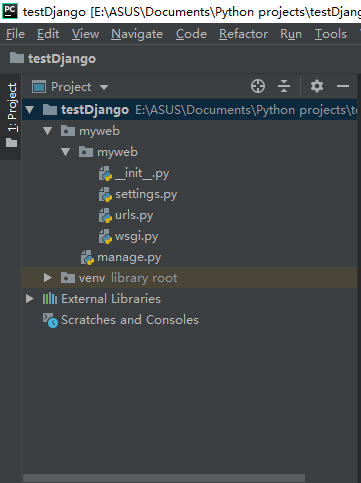 PC testDjango [E:\ASUS\Documents\Python projects\testDjang
File Edit View Navigate Code Refactor Run Tools
testDjango
1: Project
Project
testDjango E:\ASUS\Documents\Python projects\te
myweb
myweb
__init__.py
settings.py
urls.py
wsgi.py
manage.py
venv library root
External Libraries
Scratches and Consoles